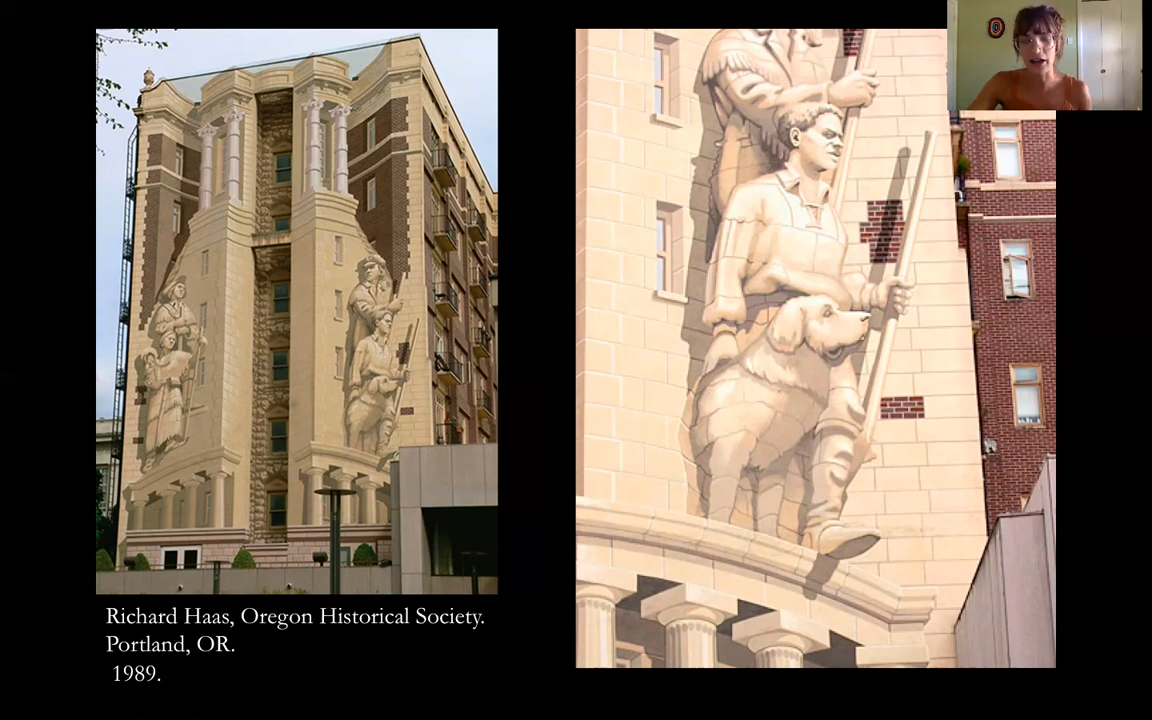 Richard Haas, Oregon Historical Society.
Portland, OR.
1989.